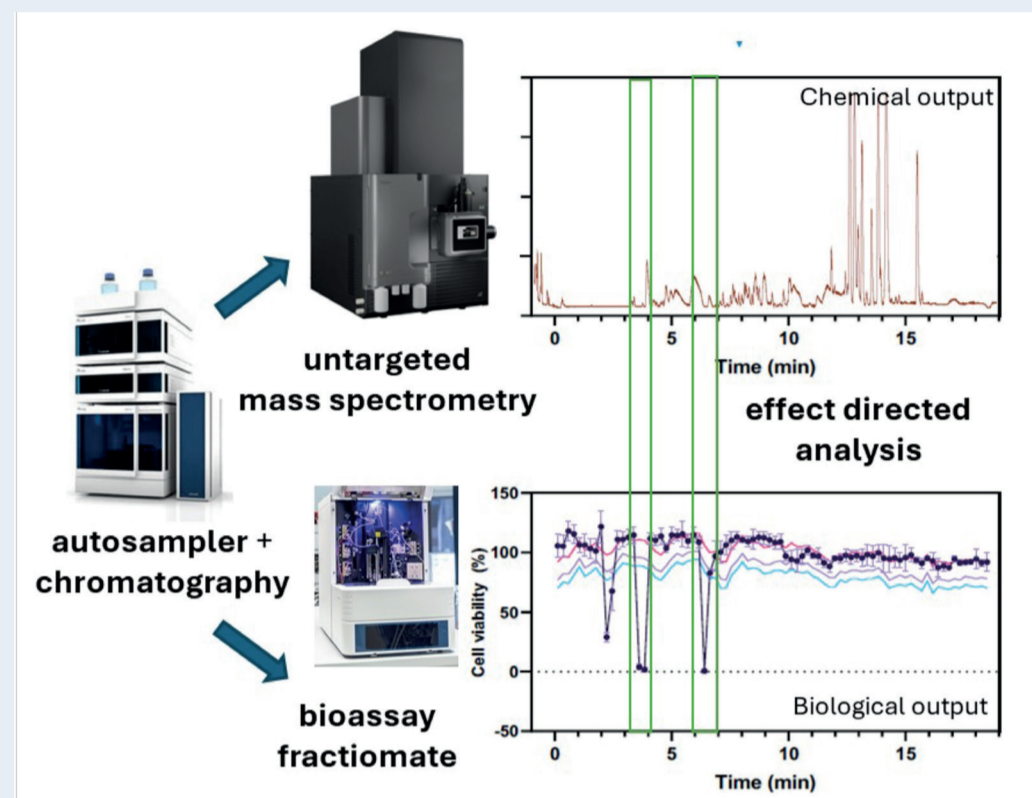 Chemical output
0 5 10 15
Time (min)
untargeted
mass spectrometry
effect directed
analysis
autosampler +
chromatography
bioassay
fractiomate
Cell viability (%)
150
100
50
0
-50
Biological output
0 5 10 15
Time (min)